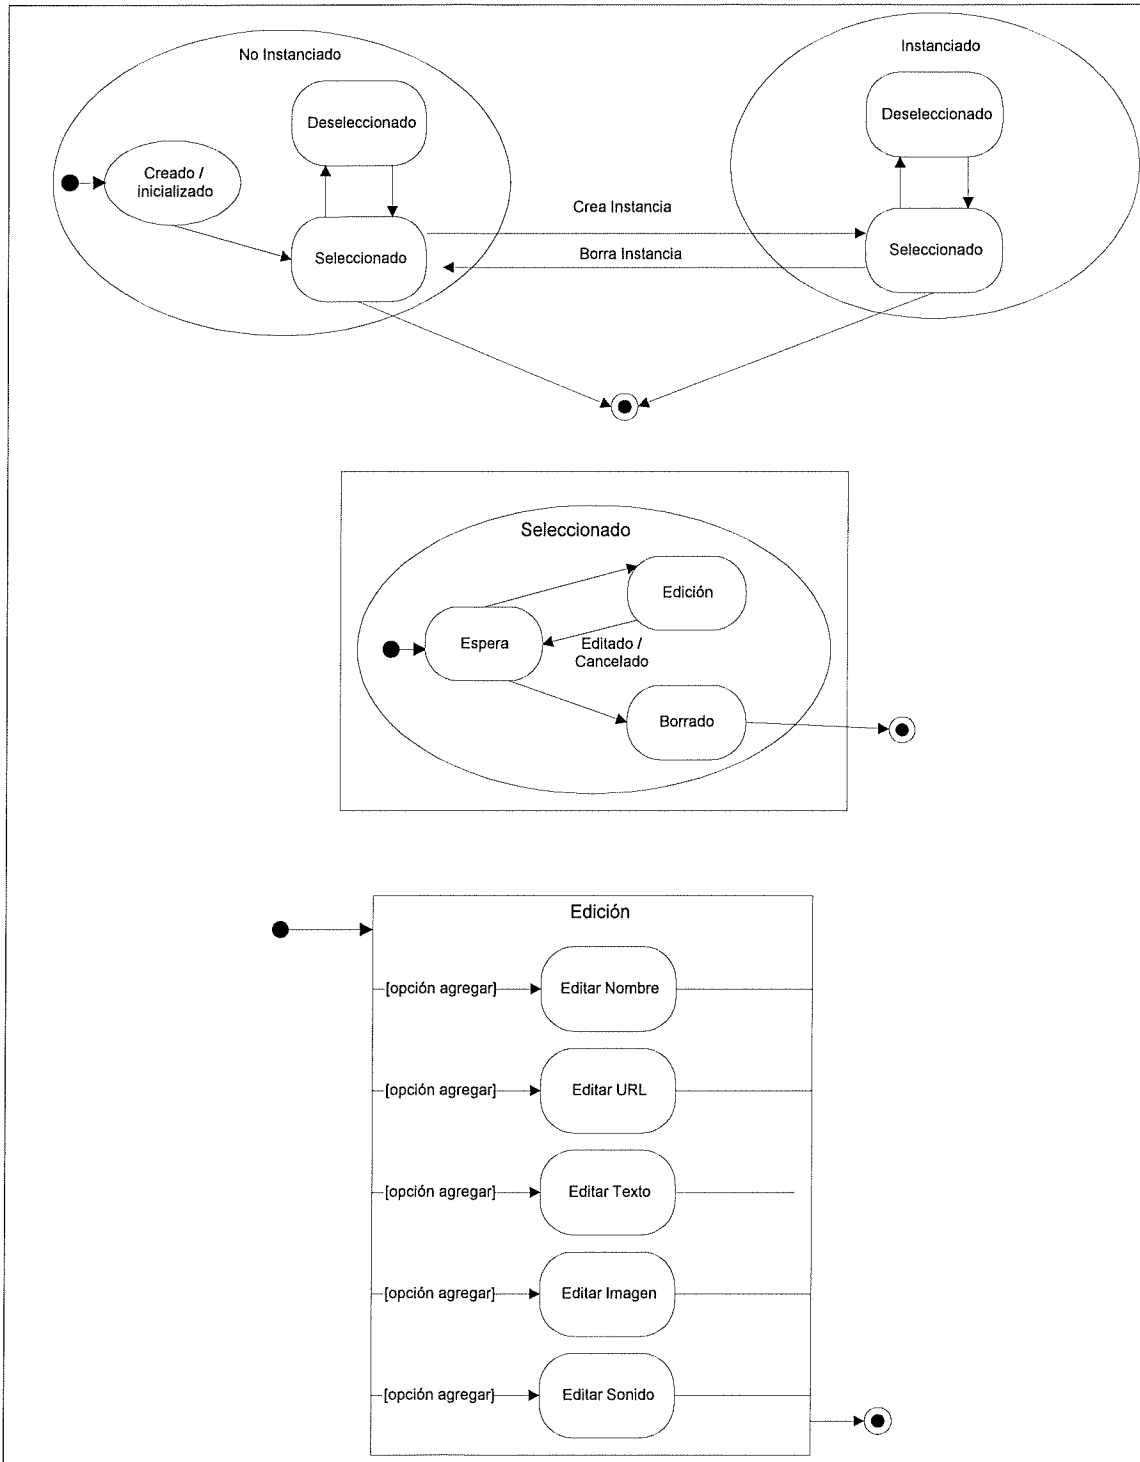 No Instanciado
Instanciado
Deseleccionado
Deseleccionado
Creado /
inicializado
Crea Instancia
Seleccionado
Borra Instancia
Seleccionado
Seleccionado
Edición
Espera
Editado /
Cancelado
Borrado
Edición
[opción agregar]
Editar Nombre
[opción agregar]
Editar URL
[opción agregar]
Editar Texto
[opción agregar]
Editar Imagen
[opción agregar]
Editar Sonido